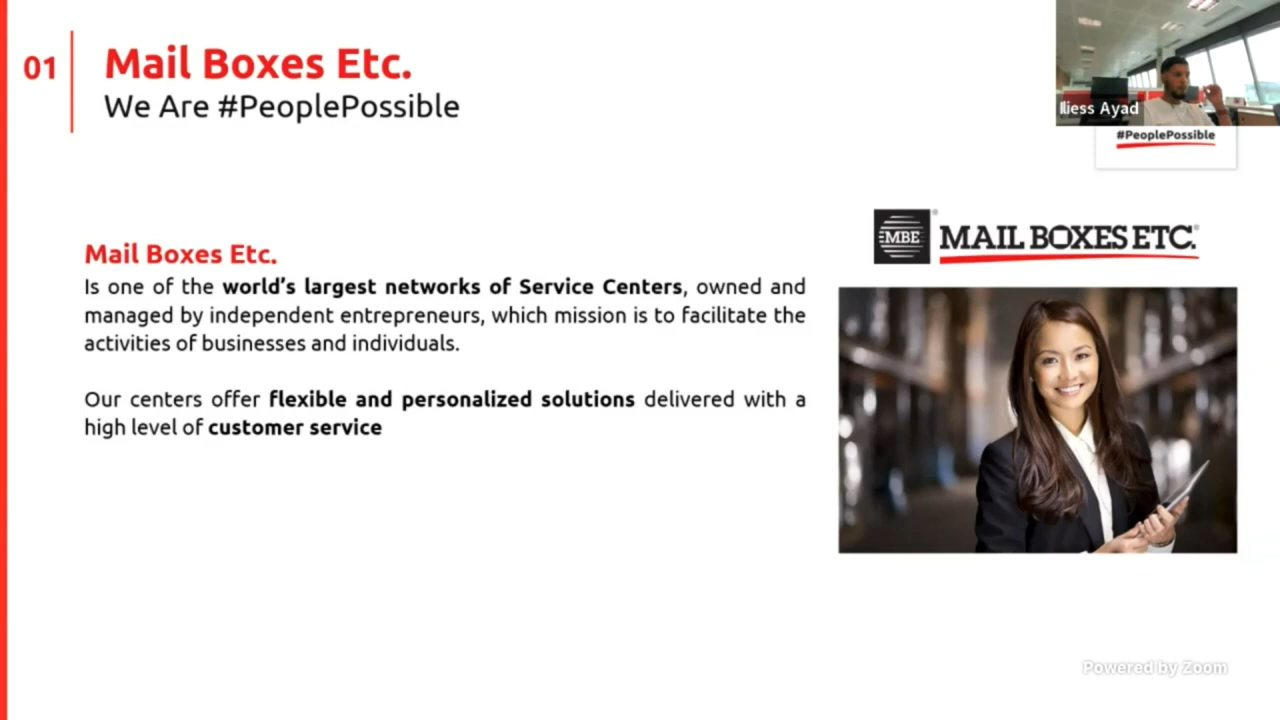 01
Mail Boxes Etc.
We Are #PeoplePossible
Iliess Ayad
#PeoplePossible
MBE
MAIL BOXES ETC.
Mail Boxes Etc.
Is one of the world's largest networks of Service Centers, owned and
managed by independent entrepreneurs, which mission is to facilitate the
activities of businesses and individuals.
Our centers offer flexible and personalized solutions delivered with a
high level of customer service
Powered by Zoom